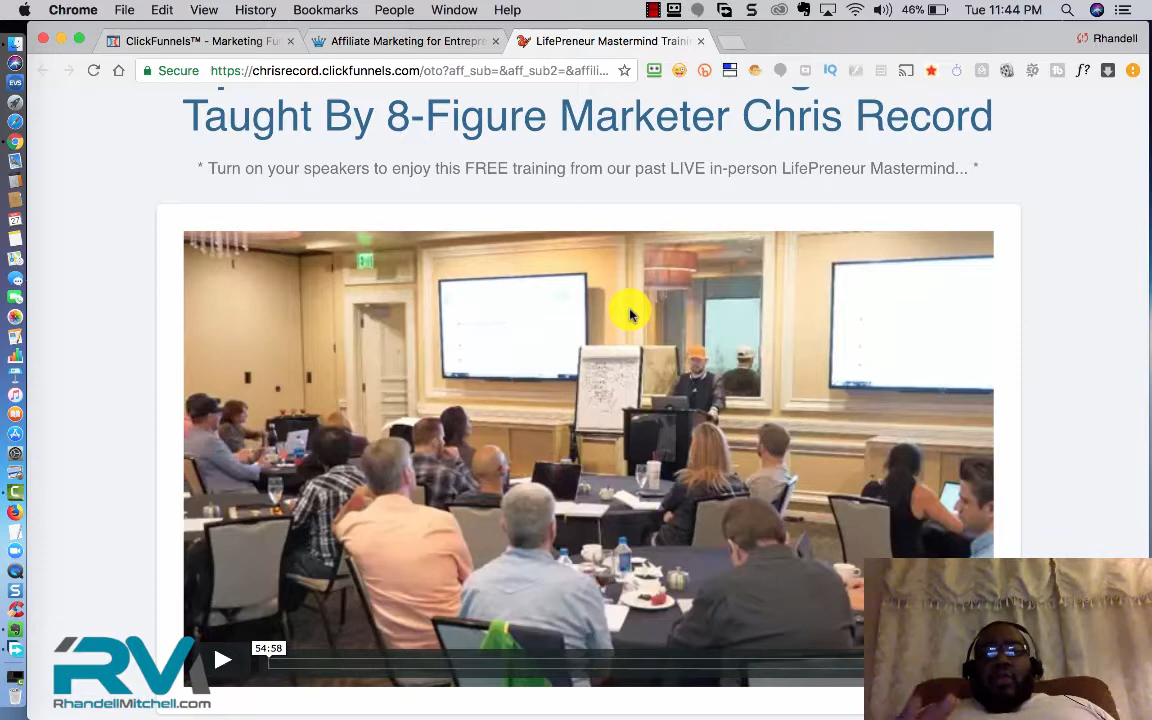 Chrome File Edit View History Bookmarks People Window Help 46% Tue 11:44 PM
ClickFunnels™ - Marketing Fu × Affiliate Marketing for Entrepre × LifePreneur Mastermind Traini × Rhandell
Secure https://chrisrecord.clickfunnels.com/oto?aff_sub=&aff_sub2=&affili...
Taught By 8-Figure Marketer Chris Record
* Turn on your speakers to enjoy this FREE training from our past LIVE in-person LifePreneur Mastermind... *
54:58
RV
RhandellMitchell.com